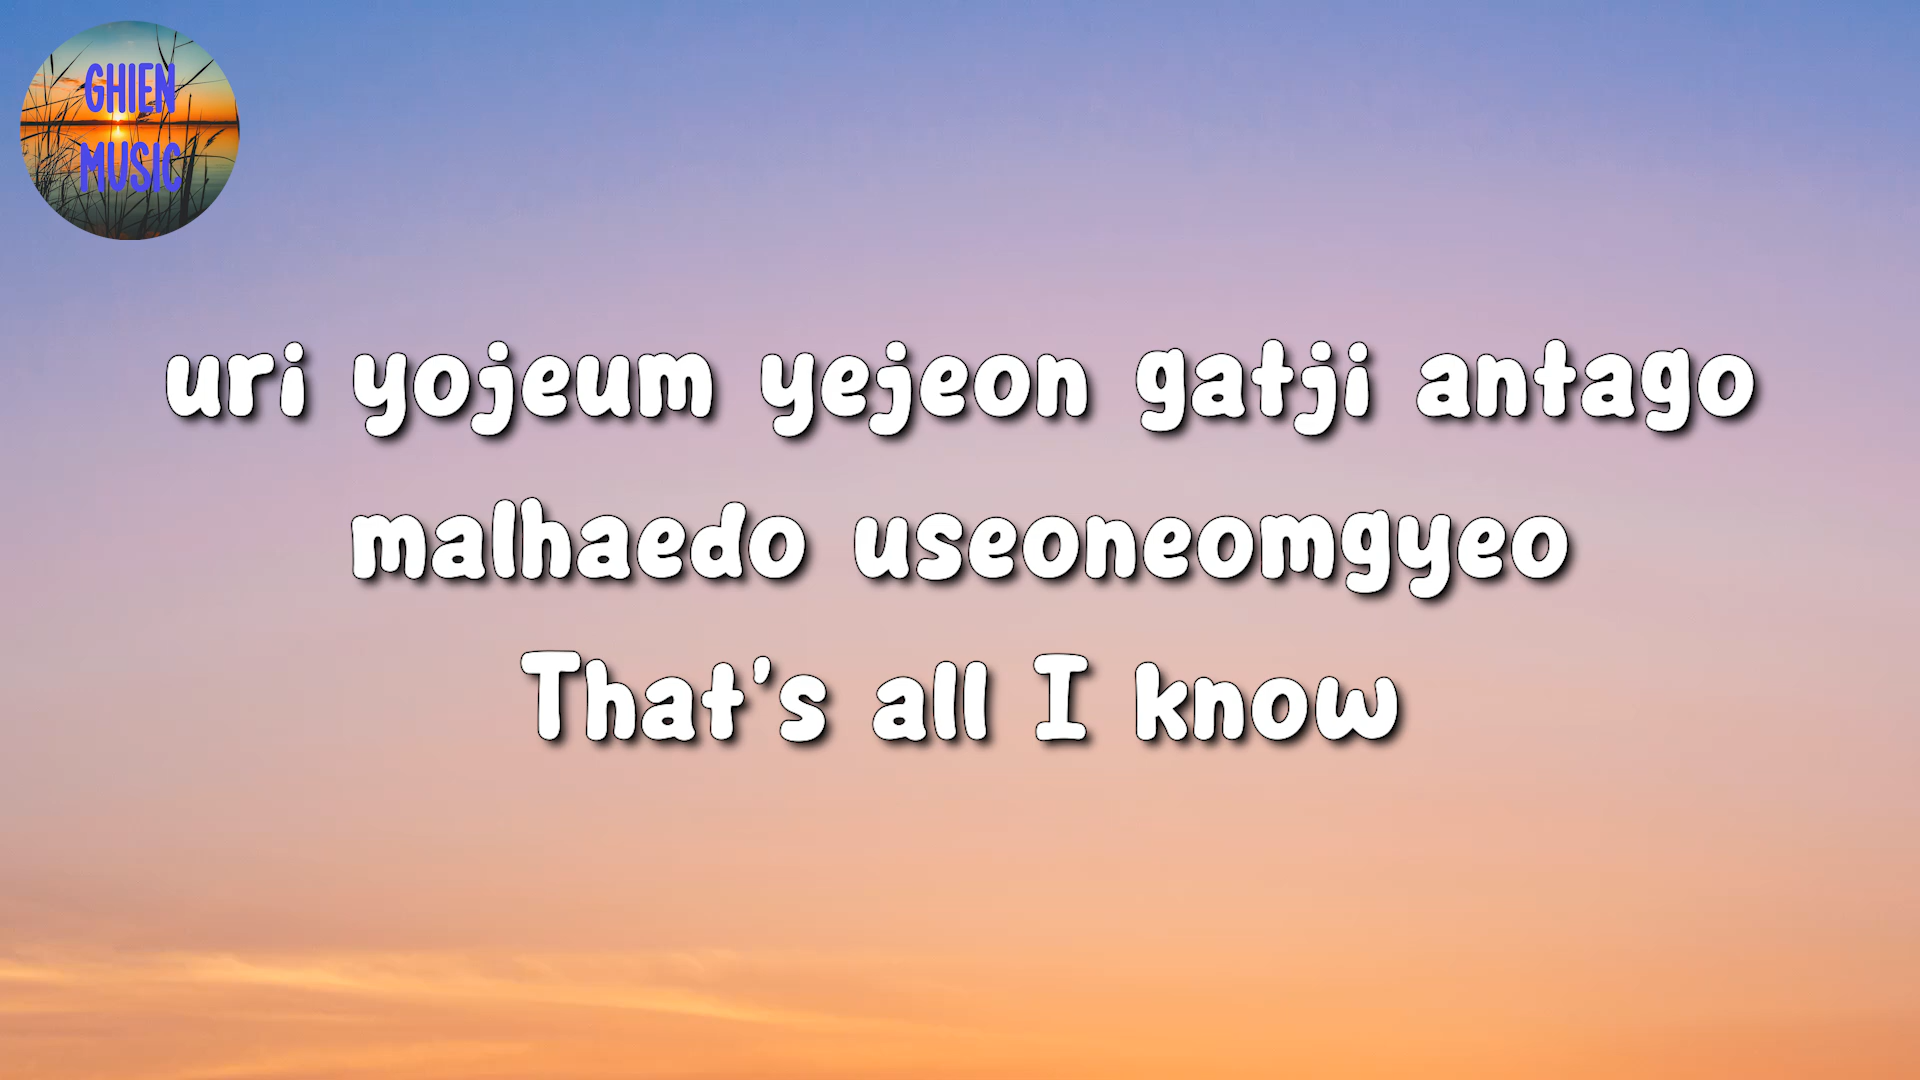 GHIEN
MUSIC
uri yojeum yejeon gatji antago
malhaedo useoneomgyeo
That's all I know